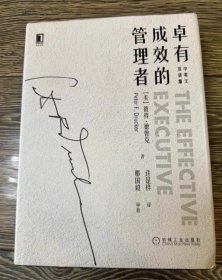 卓有
成效的
管理者
中英文
双语版
THE EFFECTIVE
EXECUTIVE
[美] 彼得·德鲁克
Peter F. Drucker
著
许是祥 译
那国毅 审校
机械工业出版社